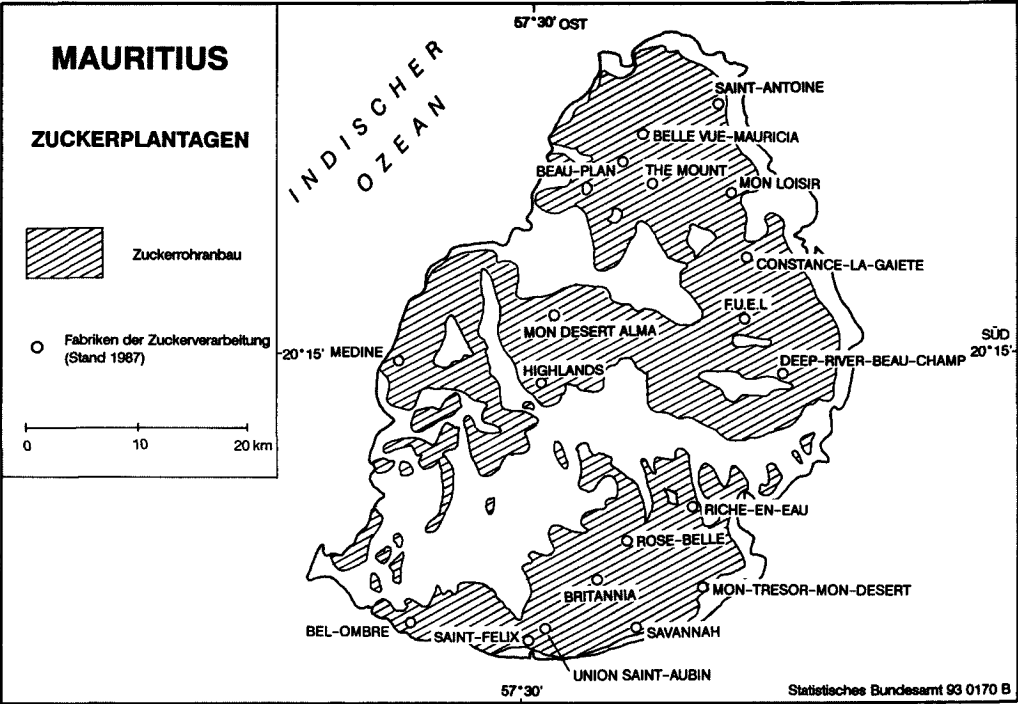 MAURITIUS
ZUCKERPLANTAGEN
Zuckerrohranbau
Fabriken der Zuckerverarbeitung
(Stand 1987)
0 10 20 km
57°30' OST
INDISCHER
OZEAN
SAINT-ANTOINE
BELLE VUE-MAURICIA
BEAU-PLAN
THE MOUNT
MON LOISIR
CONSTANCE-LA-GAIETE
F.U.E.L
MON DESERT ALMA
SÜD
20°15'
20°15'
MEDINE
DEEP-RIVER-BEAU-CHAMP
HIGHLANDS
RICHE-EN-EAU
ROSE-BELLE
BRITANNIA
MON-TRESOR-MON-DESERT
BEL-OMBRE
SAINT-FELIX
SAVANNAH
UNION SAINT-AUBIN
57°30'
Statistisches Bundesamt 93 0170 B